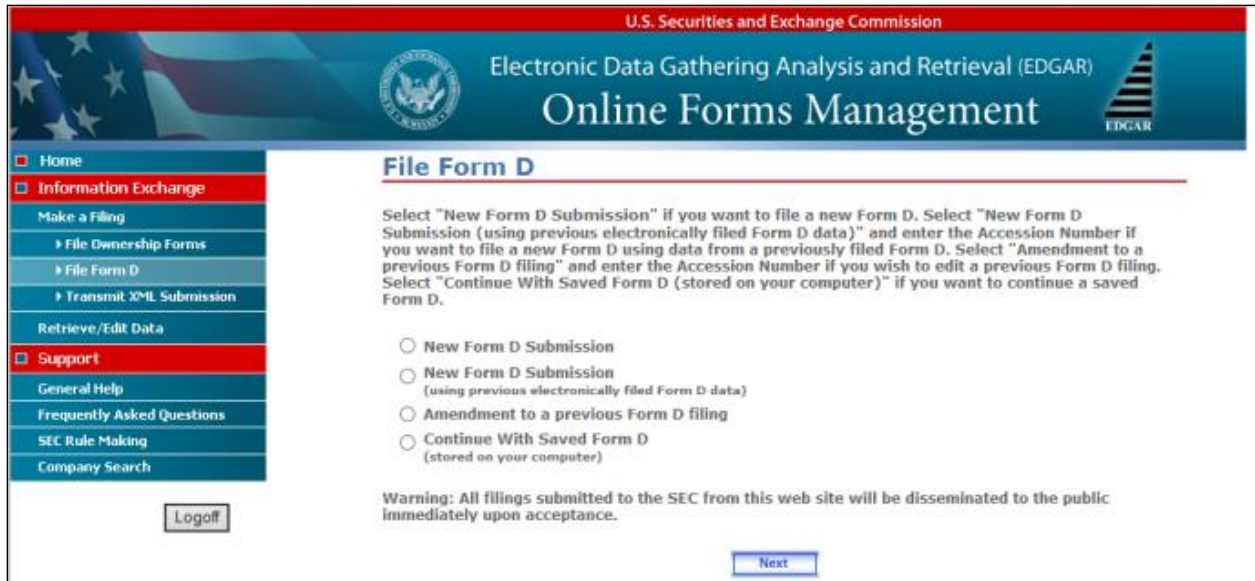 U.S. Securities and Exchange Commission
Electronic Data Gathering Analysis and Retrieval (EDGAR)
Online Forms Management
EDGAR
Home
Information Exchange
Make a Filing
File Ownership Forms
File Form D
Transmit XML Submission
Retrieve/Edit Data
Support
General Help
Frequently Asked Questions
SEC Rule Making
Company Search
Logoff
File Form D
Select "New Form D Submission" if you want to file a new Form D. Select "New Form D
Submission (using previous electronically filed Form D data)" and enter the Accession Number if
you want to file a new Form D using data from a previously filed Form D. Select "Amendment to a
previous Form D filing" and enter the Accession Number if you wish to edit a previous Form D filing.
Select "Continue With Saved Form D (stored on your computer)" if you want to continue a saved
Form D.
New Form D Submission
New Form D Submission
(using previous electronically filed Form D data)
Amendment to a previous Form D filing
Continue With Saved Form D
(stored on your computer)
Warning: All filings submitted to the SEC from this web site will be disseminated to the public
immediately upon acceptance.
Next